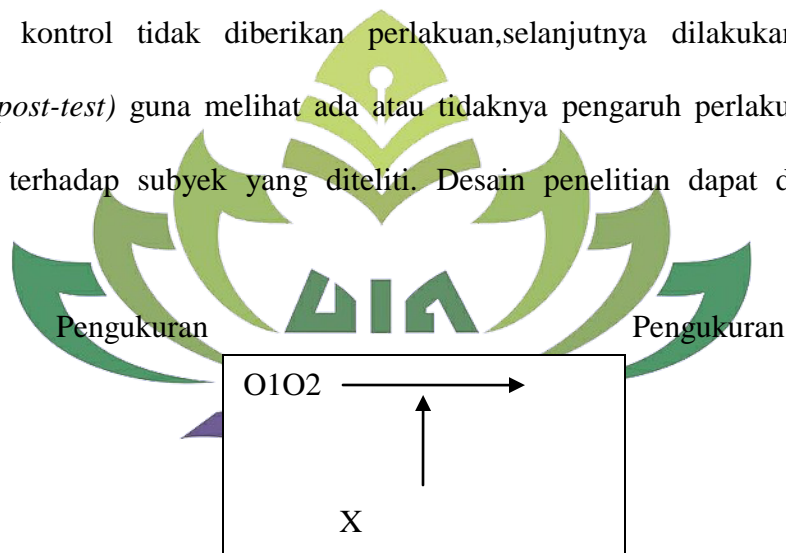 kontrol tidak diberikan perlakuan,selanjutnya dilakukan
post-test) guna melihat ada atau tidaknya pengaruh
terhadap subyek yang diteliti. Desain penelitian dapat
UIN
Pengukuran Pengukuran
O1O2
X